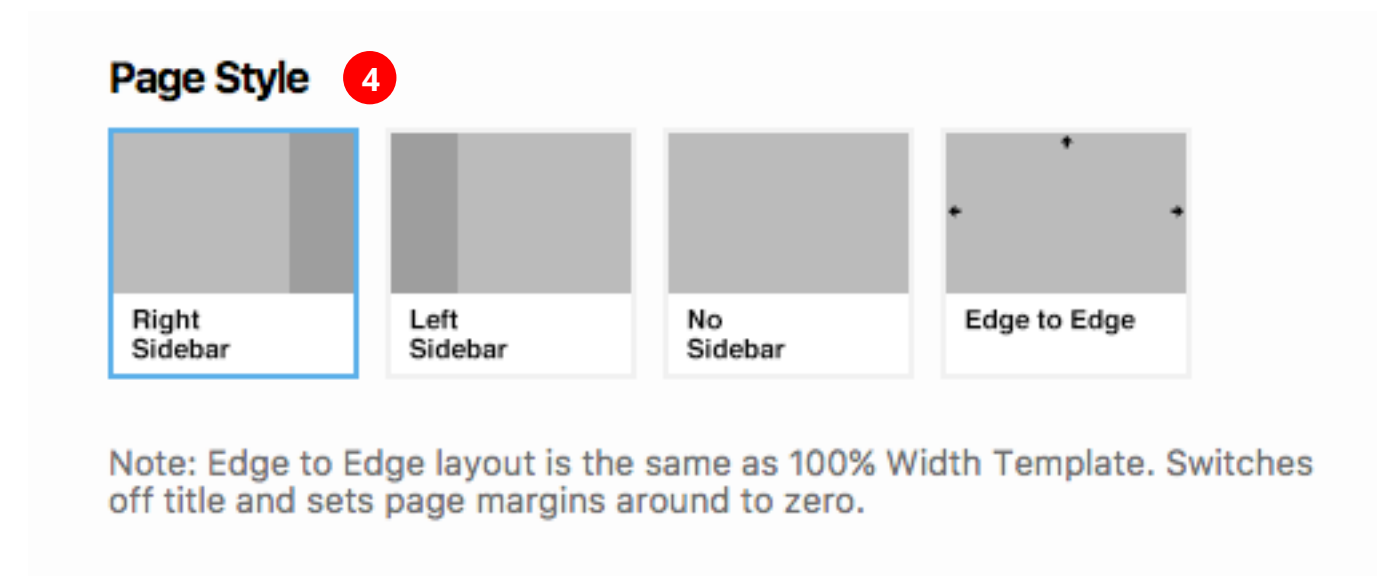 Page Style 4
Right
Sidebar
Left
Sidebar
No
Sidebar
Edge to Edge
Note: Edge to Edge layout is the same as 100% Width Template. Switches
off title and sets page margins around to zero.